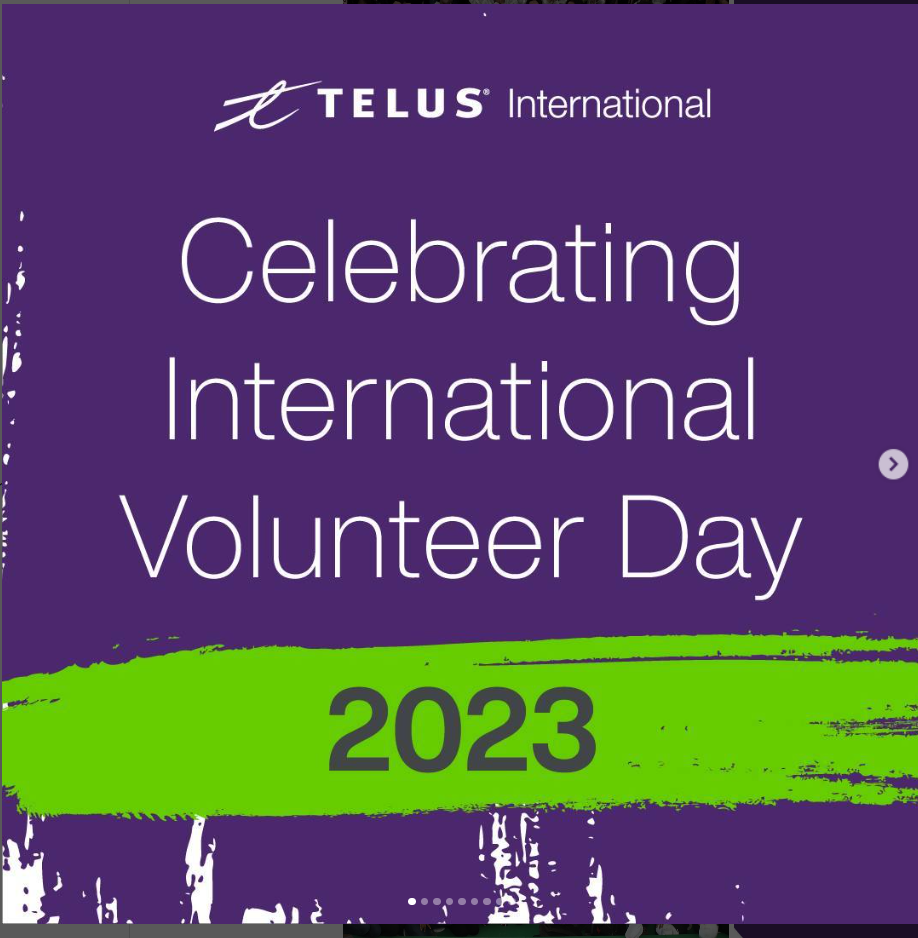 TELUS® International
Celebrating
International
Volunteer Day
2023